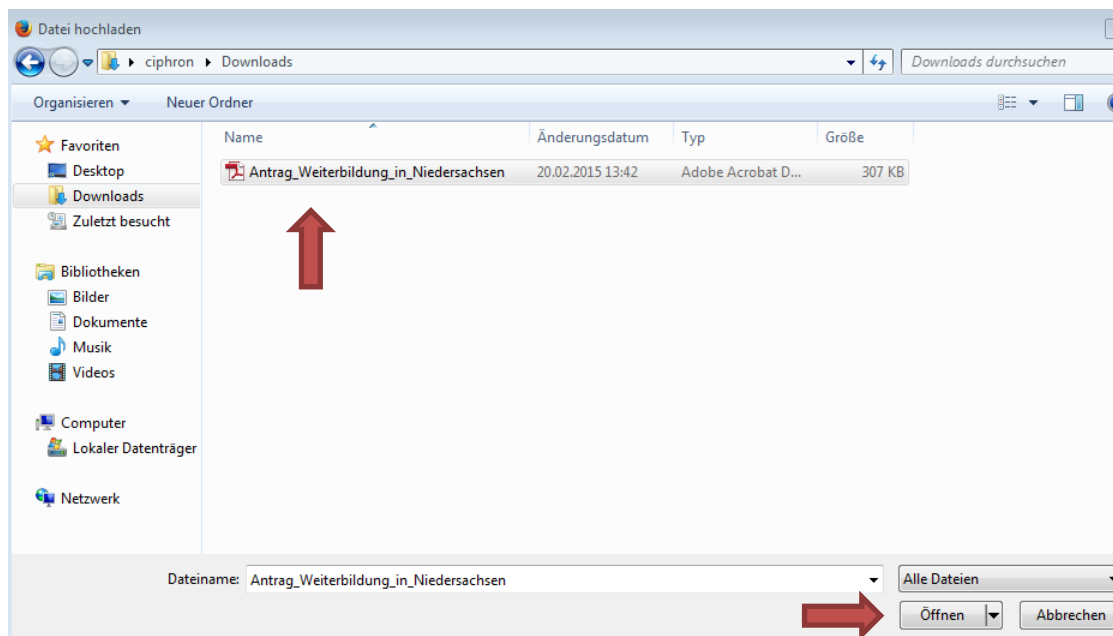 Datei hochladen
ciphron Downloads Downloads durchsuchen
Organisieren Neuer Ordner
Name Änderungsdatum Typ Größe
Favoriten
Desktop
Downloads
Zuletzt besucht
Bibliotheken
Bilder
Dokumente
Musik
Videos
Computer
Lokaler Datenträger
Netzwerk
Antrag_Weiterbildung_in_Niedersachsen 20.02.2015 13:42 Adobe Acrobat D... 307 KB
Dateiname: Antrag_Weiterbildung_in_Niedersachsen Alle Dateien
Öffnen Abbrechen